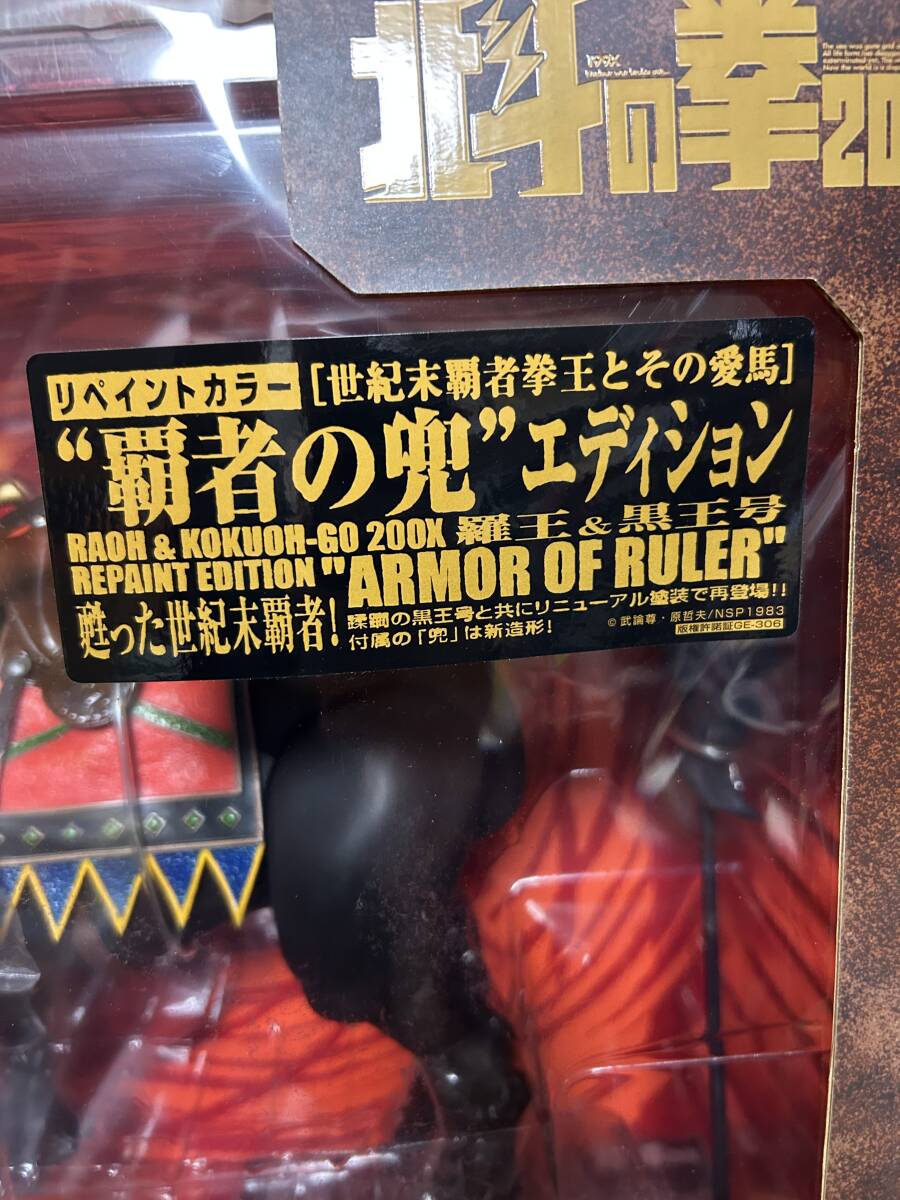 北斗の拳20
199X
リペイントカラー [世紀末覇者拳王とその愛馬]
“覇者の兜”エディション
RAOH & KOKUOH-GO 200X 羅王&黒王号
REPAINT EDITION "ARMOR OF RULER"
甦った世紀末覇者! 蹂鋼の黒王号と共にリニューアル塗装で再登場!!
付属の「兜」は新造形!
© 武論尊・原哲夫/NSP1983
版権許諾証GE-306